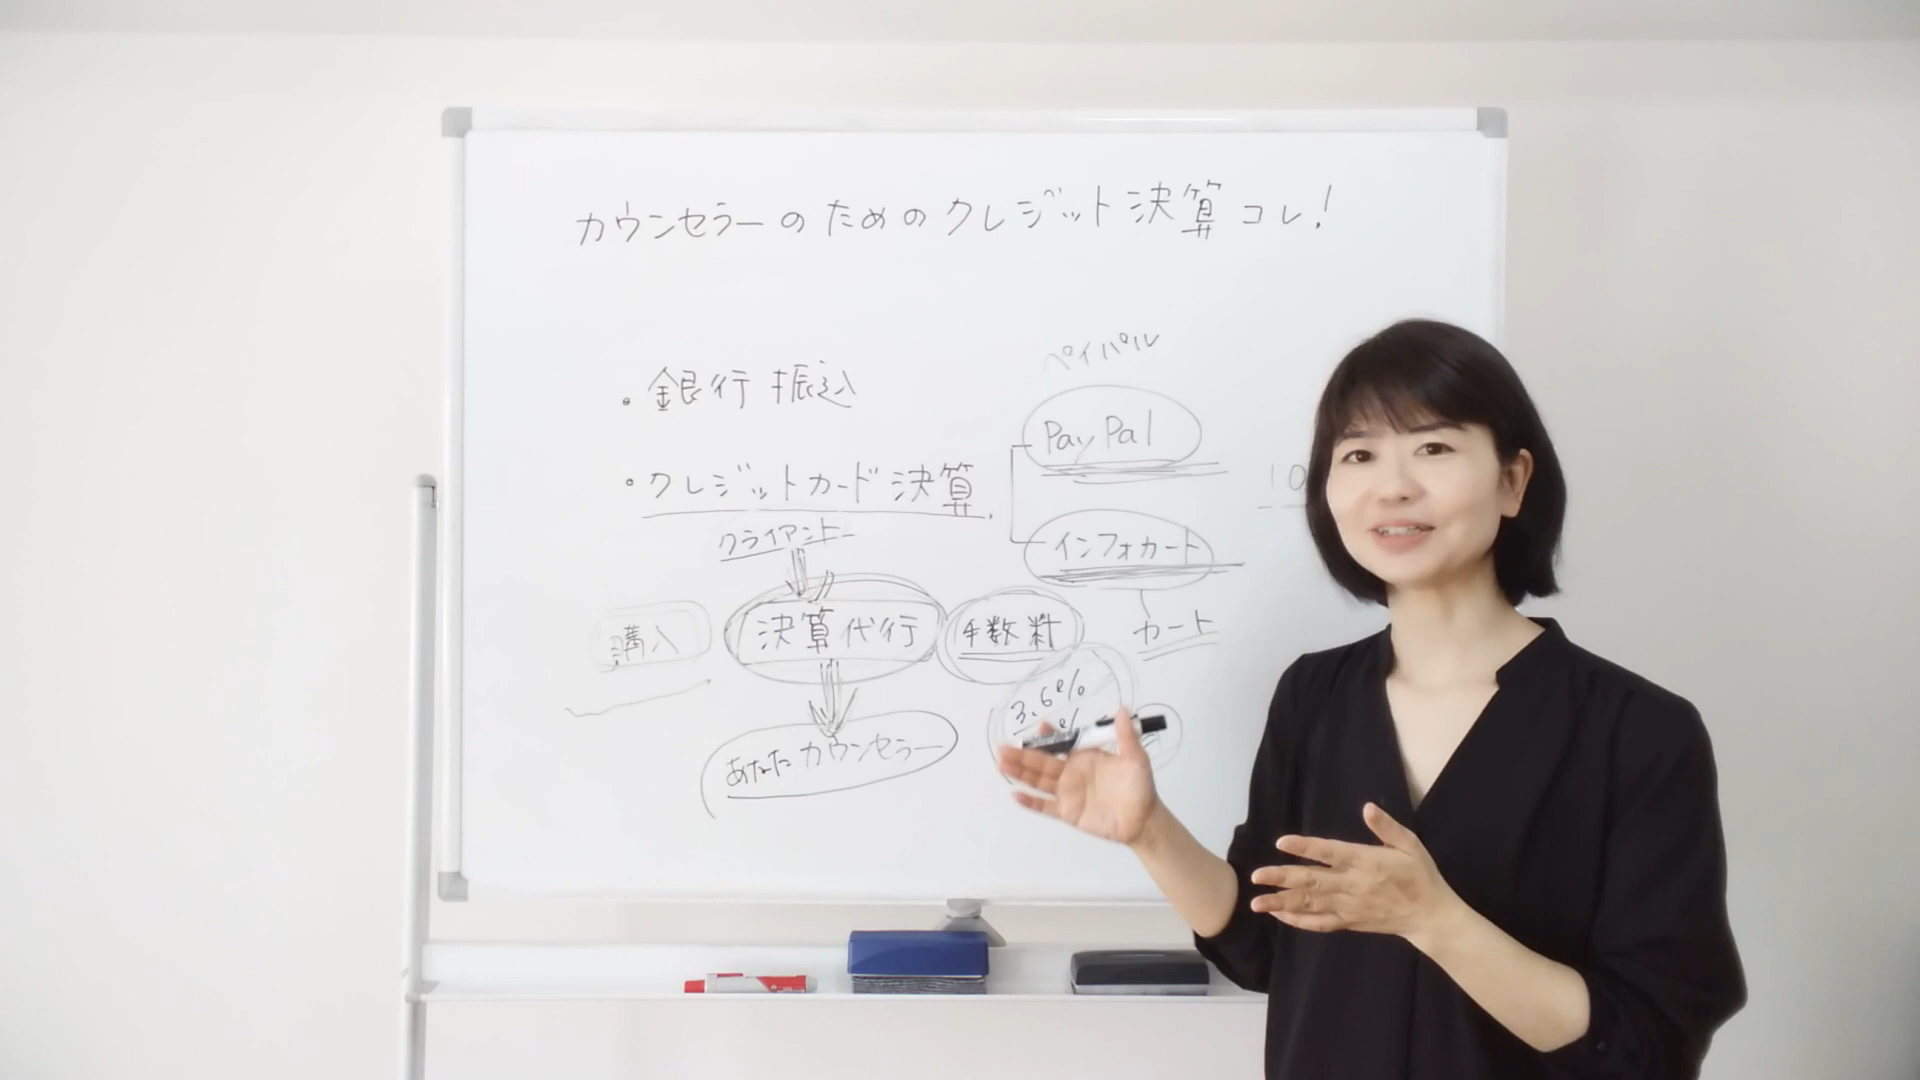 カウンセラーのためのクレジット決算コレ!
・銀行振込
・クレジットカード決算
クライアント
購入
決算代行
手数料
あなたカウンセラー
ペイパル
PayPal
インフォカート
カート
3.6%
10